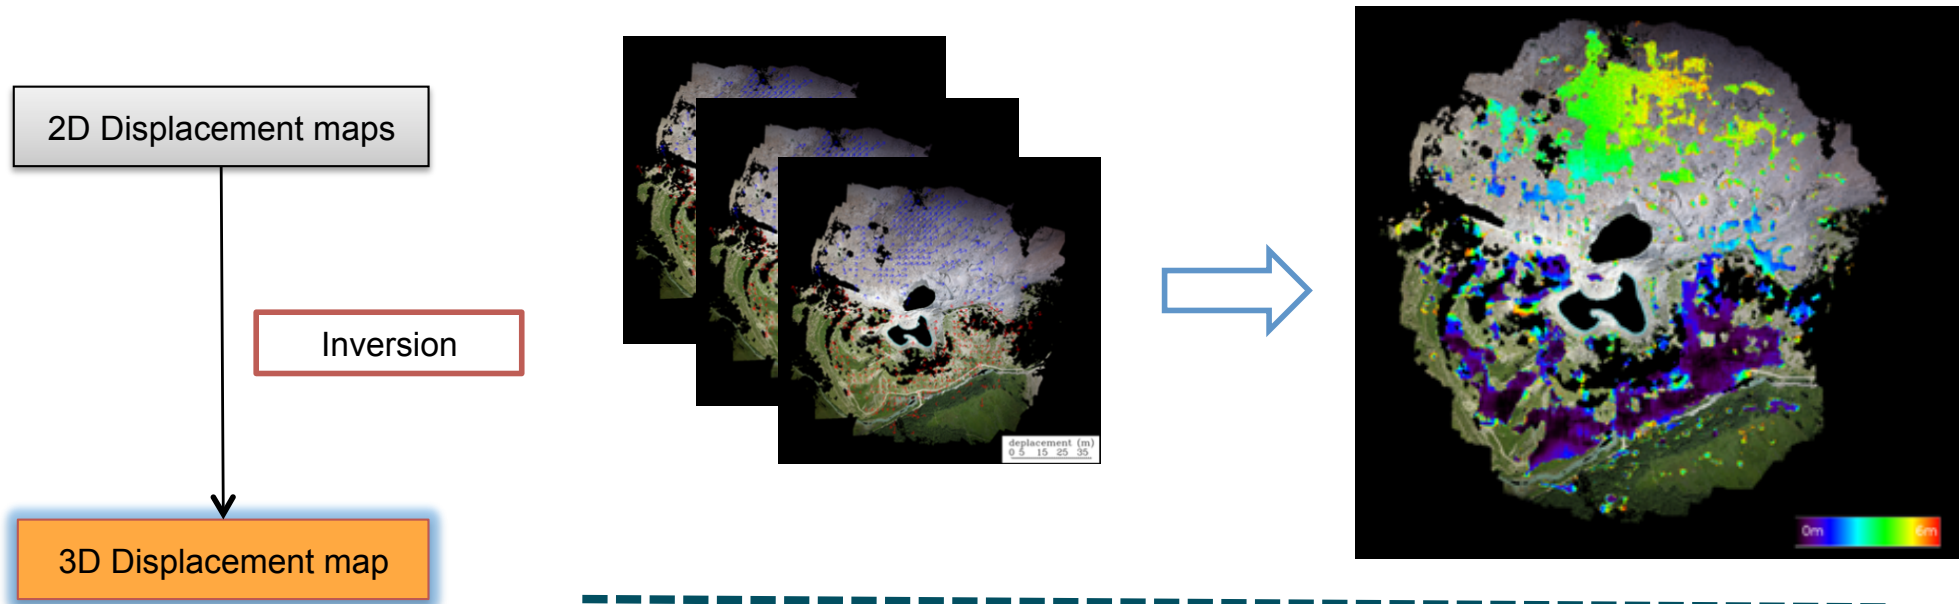 2D Displacement maps
Inversion
3D Displacement map
deplacement (m)
0 5 15 25 35
0m
6m